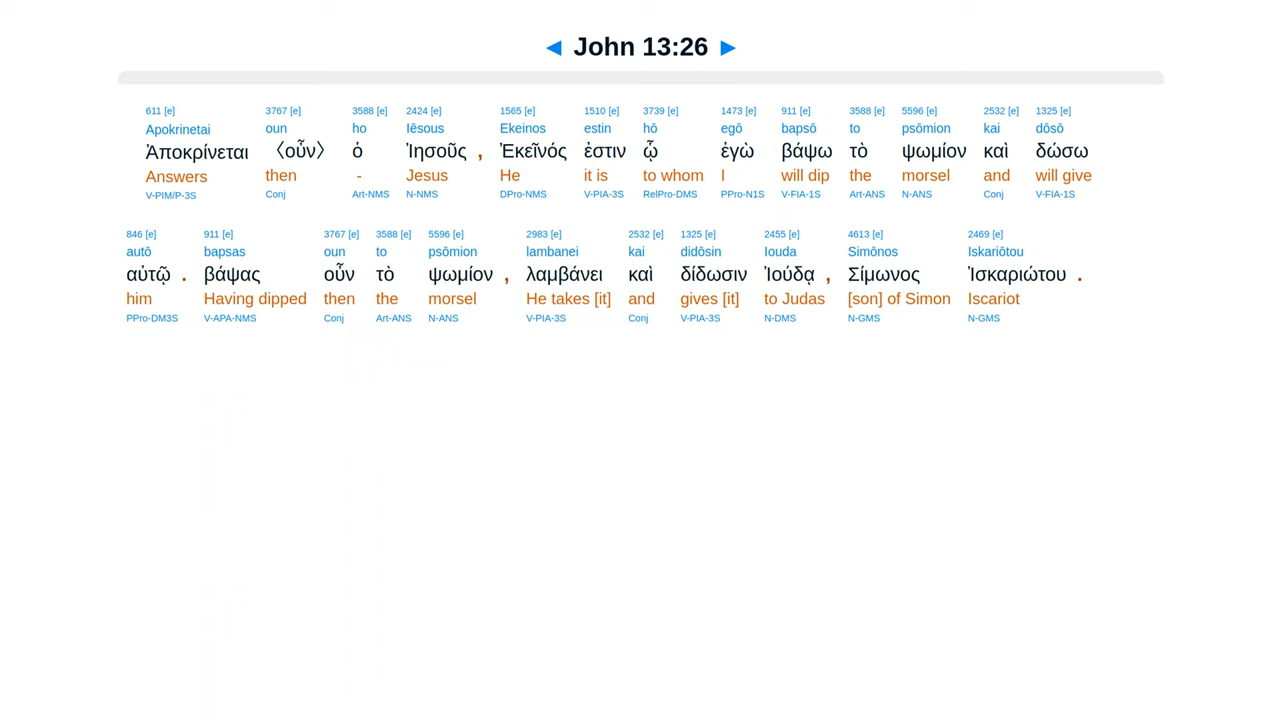 ◄ John 13:26 ►
611 [e] 3767 [e] 3588 [e] 2424 [e] 1565 [e] 1510 [e] 3739 [e] 1473 [e] 911 [e] 3588 [e] 5596 [e] 2532 [e] 1325 [e]
Apokrinetai oun ho Iēsous Ekeinos estin hō egō bapsō to psōmion kai dōsō
Ἀποκρίνεται 〈οὖν〉 ὁ Ἰησοῦς , Ἐκεῖνός ἐστιν ᾧ ἐγὼ βάψω τὸ ψωμίον καὶ δώσω
Answers then - Jesus He it is to whom I will dip the morsel and will give
V-PIM/P-3S Conj Art-NMS N-NMS DPro-NMS V-PIA-3S RelPro-DMS PPro-N1S V-FIA-1S Art-ANS N-ANS Conj V-FIA-1S
846 [e] 911 [e] 3767 [e] 3588 [e] 5596 [e] 2983 [e] 2532 [e] 1325 [e] 2455 [e] 4613 [e] 2469 [e]
autō bapsas oun to psōmion lambanei kai didōsin Iouda Simōnos Iskariōtou
αὐτῷ . βάψας οὖν τὸ ψωμίον , λαμβάνει καὶ δίδωσιν Ἰούδᾳ , Σίμωνος Ἰσκαριώτου .
him Having dipped then the morsel He takes [it] and gives [it] to Judas [son] of Simon Iscariot
PPro-DM3S V-APA-NMS Conj Art-ANS N-ANS V-PIA-3S Conj V-PIA-3S N-DMS N-GMS N-GMS